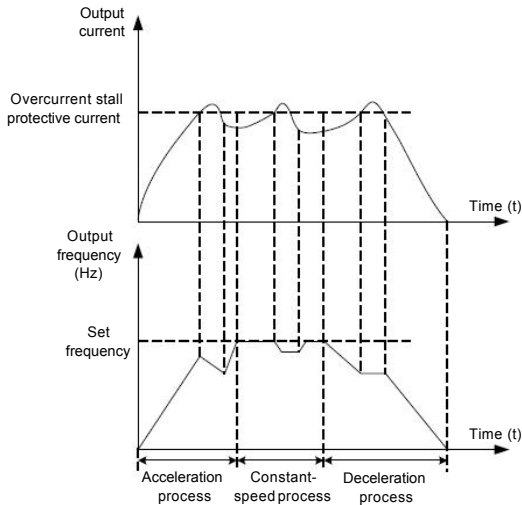 Output
current
Overcurrent stall
protective current
Time (t)
Output
frequency
(Hz)
Set
frequency
Time (t)
Acceleration
process
Constant-
speed process
Deceleration
process